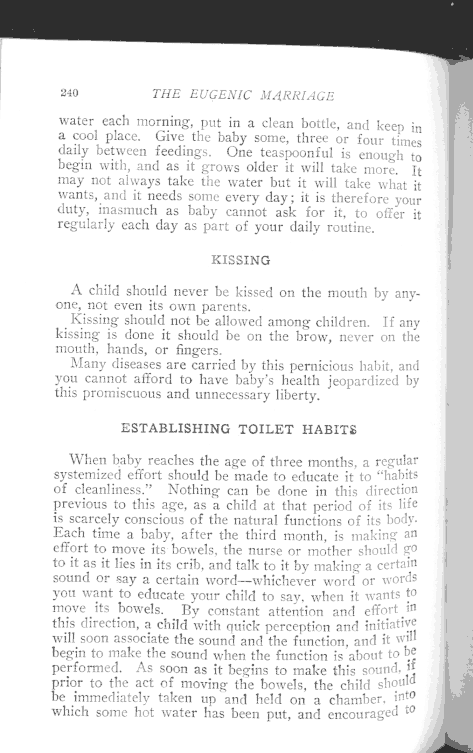 240 THE EUGENIC MARRIAGE
water each morning, put in a clean bottle, and keep in
a cool place. Give the baby some, three or four times
daily between feedings. One teaspoonful is enough to
begin with, and as it grows older it will take more. It
may not always take the water but it will take what it
wants, and it needs some every day; it is therefore your
duty, inasmuch as baby cannot ask for it, to offer it
regularly each day as part of your daily routine.
KISSING
A child should never be kissed on the mouth by any-
one, not even its own parents.
Kissing should not be allowed among children. If any
kissing is done it should be on the brow, never on the
mouth, hands, or fingers.
Many diseases are carried by this pernicious habit, and
you cannot afford to have baby's health jeopardized by
this promiscuous and unnecessary liberty.
ESTABLISHING TOILET HABITS
When baby reaches the age of three months, a regular
systemized effort should be made to educate it to "habits
of cleanliness." Nothing can be done in this direction
previous to this age, as a child at that period of its life
is scarcely conscious of the natural functions of its body.
Each time a baby, after the third month, is making an
effort to move its bowels, the nurse or mother should go
to it as it lies in its crib, and talk to it by making a certain
sound or say a certain word—whichever word or words
you want to educate your child to say, when it wants to
move its bowels. By constant attention and effort in
this direction, a child with quick perception and initiative
will soon associate the sound and the function, and it will
begin to make the sound when the function is about to be
performed. As soon as it begins to make this sound, if
prior to the act of moving the bowels, the child should
be immediately taken up and held on a chamber, into
which some hot water has been put, and encouraged to